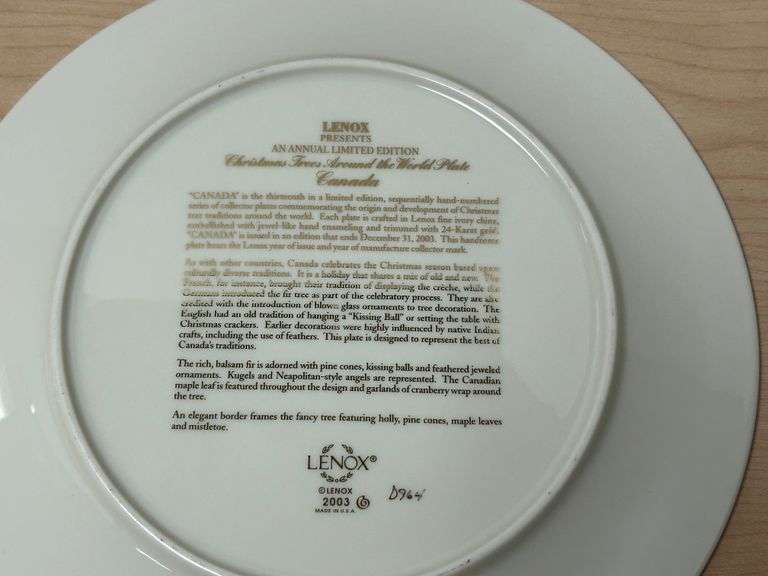 LENOX
PRESENTS
AN ANNUAL LIMITED EDITION
Christmas Trees Around the World Plate
Canada
"CANADA" is the thirteenth in a limited edition, sequentially hand-numbered
series of collector plates commemorating the origin and development of Christmas
tree traditions around the world. Each plate is crafted in Lenox fine ivory china,
embellished with jewel-like hand enameling and trimmed with 24-Karat gold.
"CANADA" is issued in an edition that ends December 31, 2003. This handsome
plate bears the Lenox year of issue and year of manufacture collector mark.
As with other countries, Canada celebrates the Christmas season based upon
culturally diverse traditions. It is a holiday that shares a mix of old and new. The
French, for instance, brought their tradition of displaying the crèche, while the
Germans introduced the fir tree as part of the celebratory process. They are also
credited with the introduction of blown glass ornaments to tree decoration. The
English had an old tradition of hanging a "Kissing Ball" or setting the table with
Christmas crackers. Earlier decorations were highly influenced by native Indian
crafts, including the use of feathers. This plate is designed to represent the best of
Canada's traditions.
The rich, balsam fir is adorned with pine cones, kissing balls and feathered jeweled
ornaments. Kugels and Neapolitan-style angels are represented. The Canadian
maple leaf is featured throughout the design and garlands of cranberry wrap around
the tree.
An elegant border frames the fancy tree featuring holly, pine cones, maple leaves
and mistletoe.
LENOX®
©LENOX
2003
MADE IN U.S.A.
D964